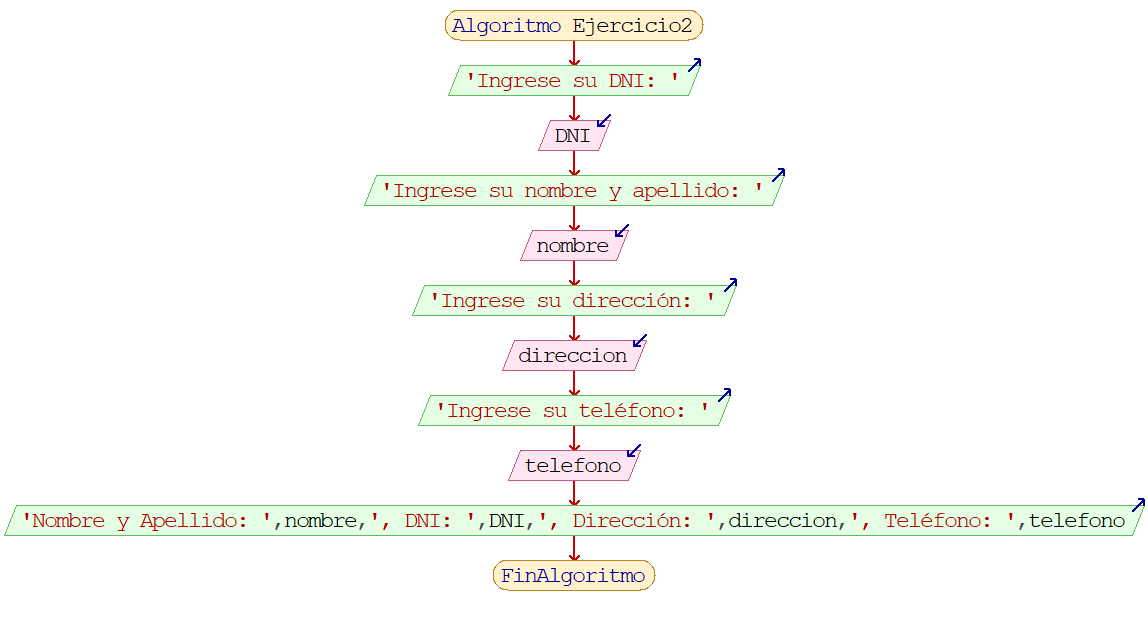 Algoritmo Ejercicio2
'Ingrese su DNI: '
DNI
'Ingrese su nombre y apellido: '
nombre
'Ingrese su dirección: '
direccion
'Ingrese su teléfono: '
telefono
'Nombre y Apellido: ',nombre,', DNI: ',DNI,', Dirección: ',direccion,', Teléfono: ',telefono
FinAlgoritmo